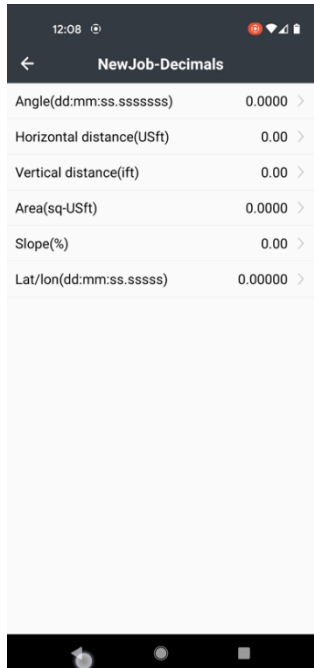 12:08
NewJob-Decimals
Angle(dd:mm:ss.sssssss) 0.0000
Horizontal distance(USft) 0.00
Vertical distance(ift) 0.00
Area(sq-USft) 0.0000
Slope(%) 0.00
Lat/lon(dd:mm:ss.sssss) 0.00000